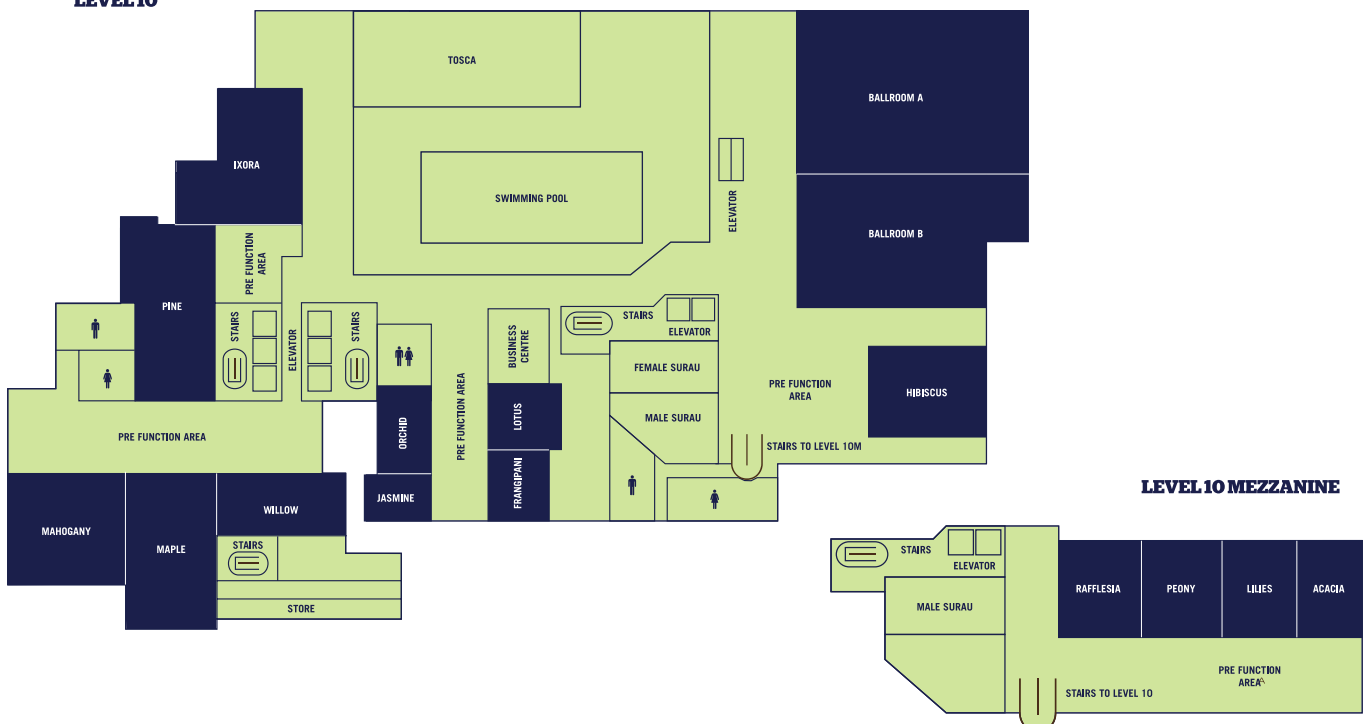 LEVEL 10
TOSCA
BALLROOM A
IXORA
SWIMMING POOL
ELEVATOR
BALLROOM B
PRE FUNCTION
AREA
PINE
STAIRS
ELEVATOR
STAIRS
BUSINESS
CENTRE
STAIRS
ELEVATOR
FEMALE SURAU
PRE FUNCTION
AREA
HIBISCUS
PRE FUNCTION AREA
ORCHID
PRE FUNCTION AREA
LOTUS
MALE SURAU
STAIRS TO LEVEL 10M
FRANGIPANI
JASMINE
MAHOGANY
MAPLE
WILLOW
STAIRS
STORE
LEVEL 10 MEZZANINE
STAIRS
ELEVATOR
RAFFLESIA
PEONY
LILIES
ACACIA
MALE SURAU
PRE FUNCTION
AREA
STAIRS TO LEVEL 10